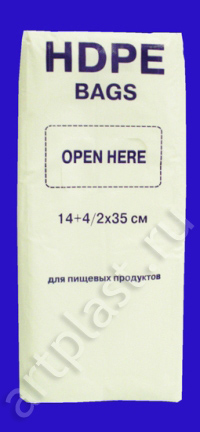 HDPE
BAGS
OPEN HERE
14+4/2x35 см
для пищевых продуктов
artplast.ru